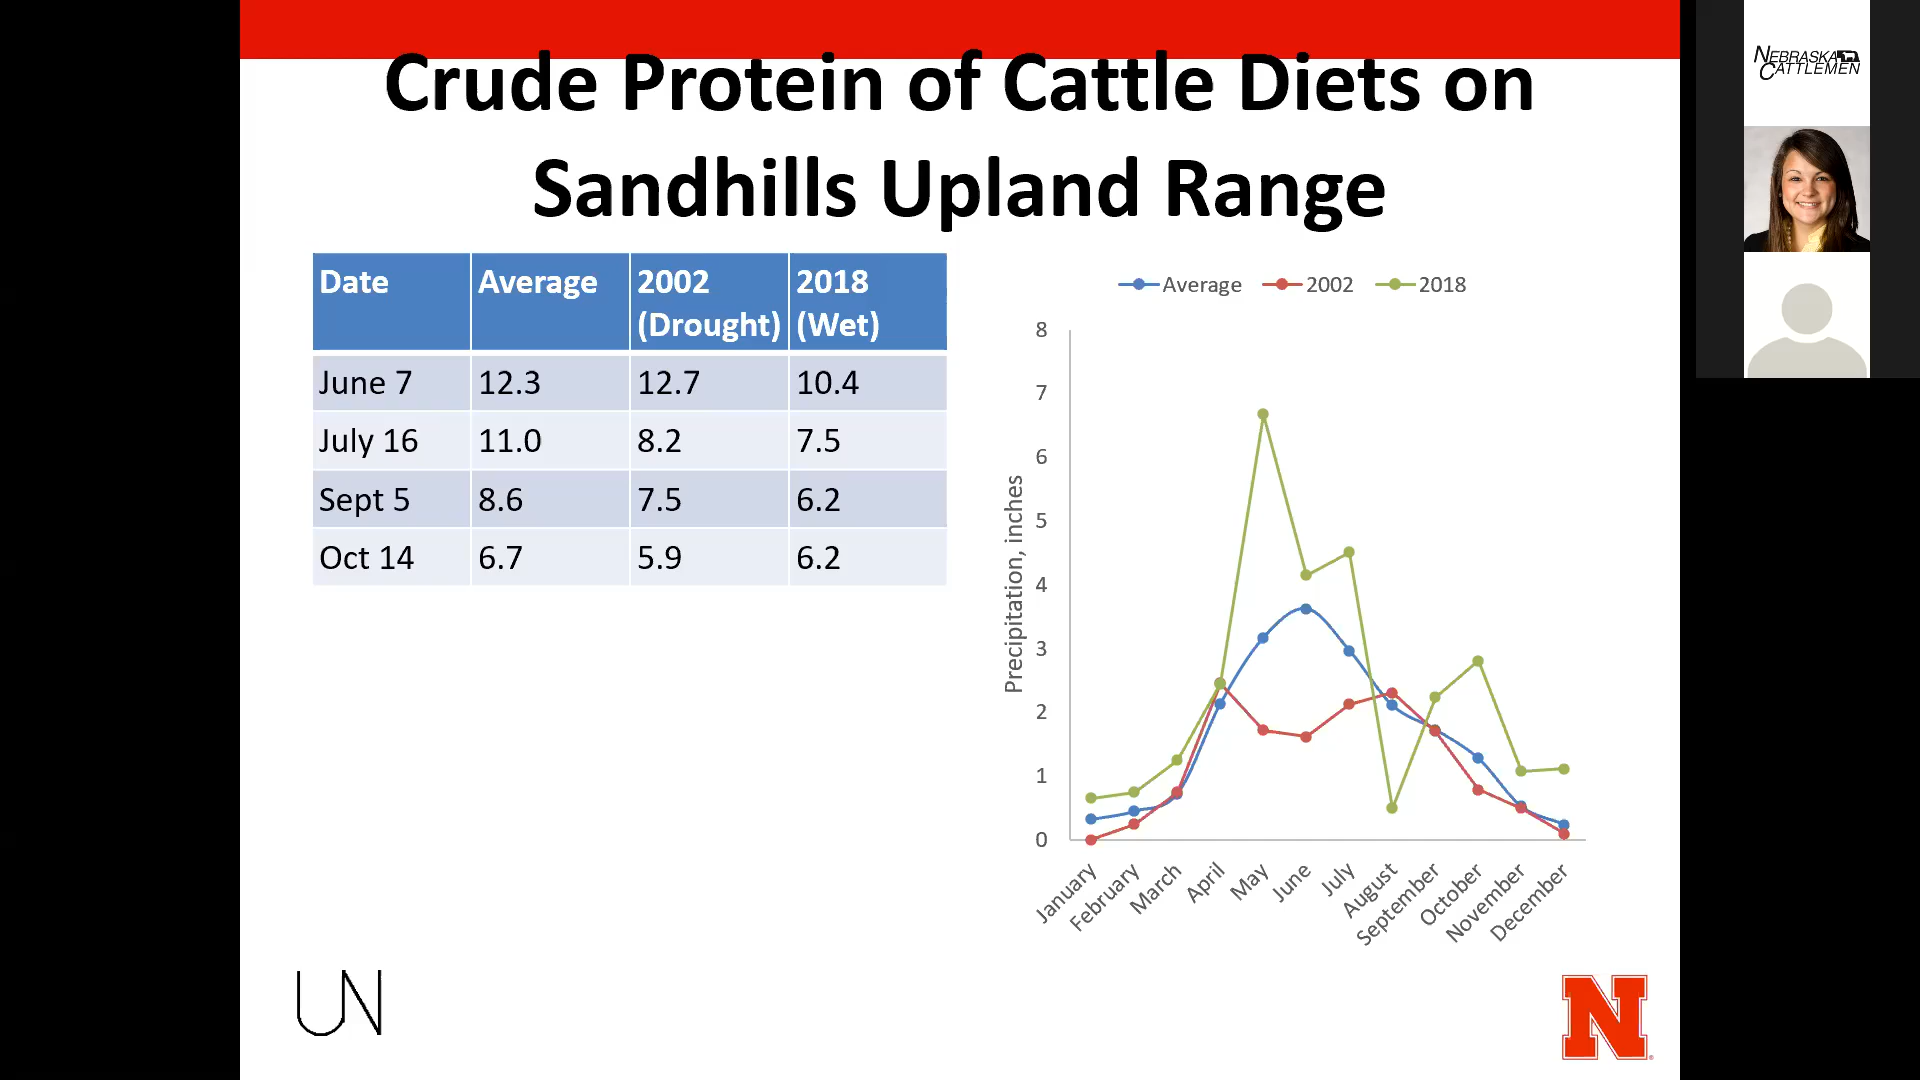 Crude Protein of Cattle Diets on
Sandhills Upland Range
Date Average 2002 (Drought) 2018 (Wet)
June 7 12.3 12.7 10.4
July 16 11.0 8.2 7.5
Sept 5 8.6 7.5 6.2
Oct 14 6.7 5.9 6.2
Average 2002 2018
Precipitation, inches
8
7
6
5
4
3
2
1
0
January February March April May June July August September October November December
UN
N
NEBRASKA
CATTLEMEN